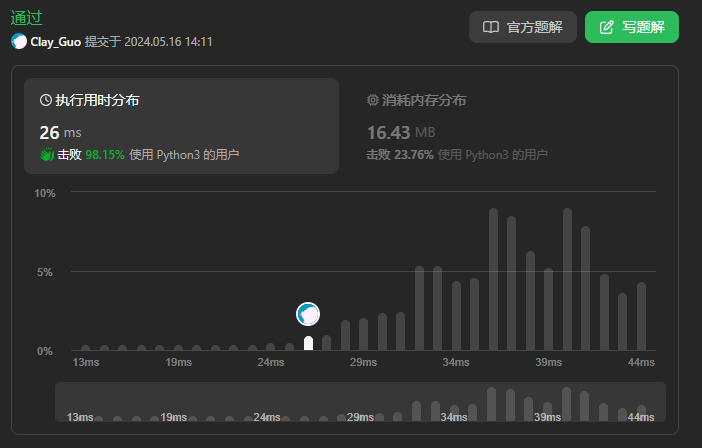 通过
Clay_Guo 提交于 2024.05.16 14:11
官方题解
写题解
执行用时分布
26 ms
击败 98.15% 使用 Python3 的用户
消耗内存分布
16.43 MB
击败 23.76% 使用 Python3 的用户
10%
5%
0%
13ms 19ms 24ms 29ms 34ms 39ms 44ms
13ms 19ms 24ms 29ms 34ms 39ms 44ms